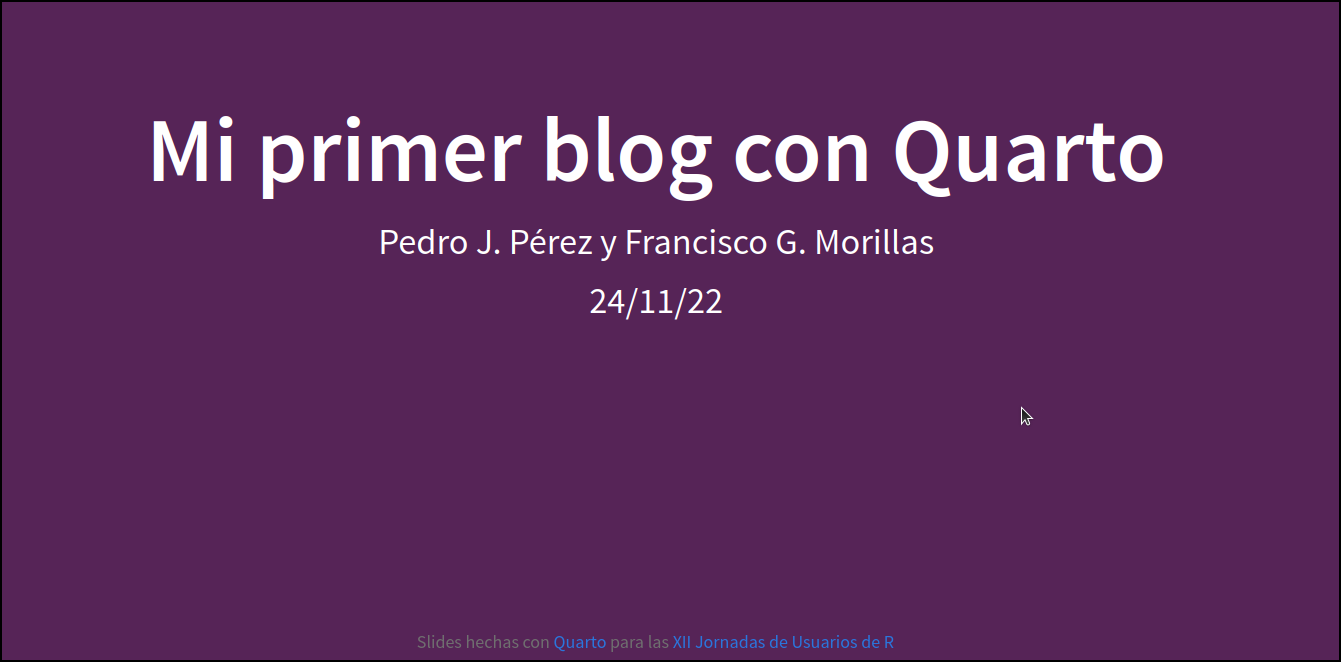 Mi primer blog con Quarto
Pedro J. Pérez y Francisco G. Morillas
24/11/22
Slides hechas con Quarto para las XII Jornadas de Usuarios de R